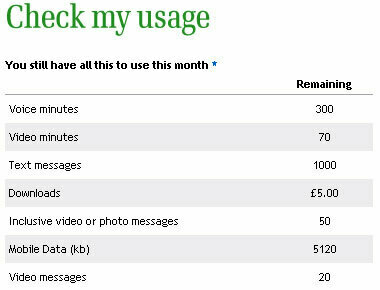 Check my usage
You still have all this to use this month *
Remaining
Voice minutes 300
Video minutes 70
Text messages 1000
Downloads £5.00
Inclusive video or photo messages 50
Mobile Data (kb) 5120
Video messages 20